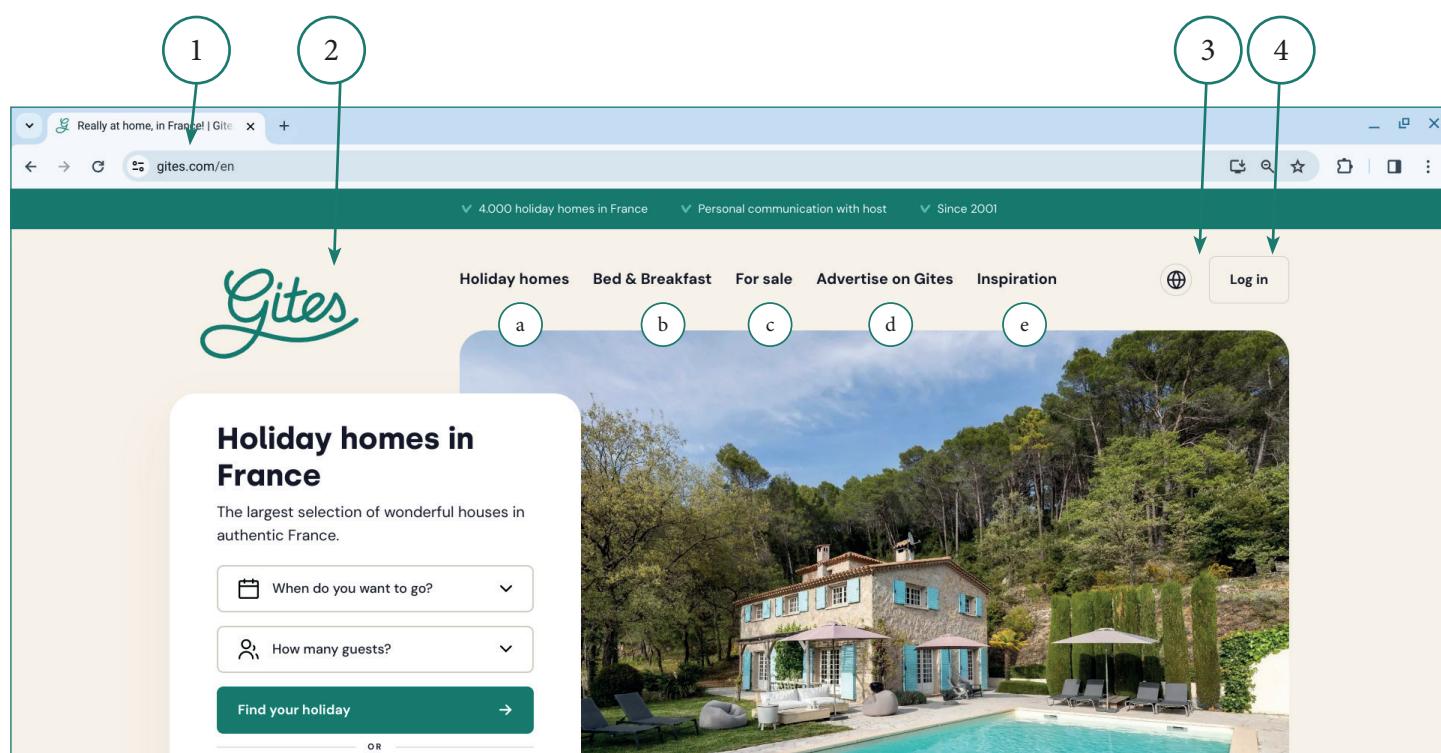 1 2 3 4
Really at home, in France! | Gite
gites.com/en
4.000 holiday homes in France Personal communication with host Since 2001
Gites
Holiday homes Bed & Breakfast For sale Advertise on Gites Inspiration Log in
a b c d e
Holiday homes in
France
The largest selection of wonderful houses in
authentic France.
When do you want to go?
How many guests?
Find your holiday
OR